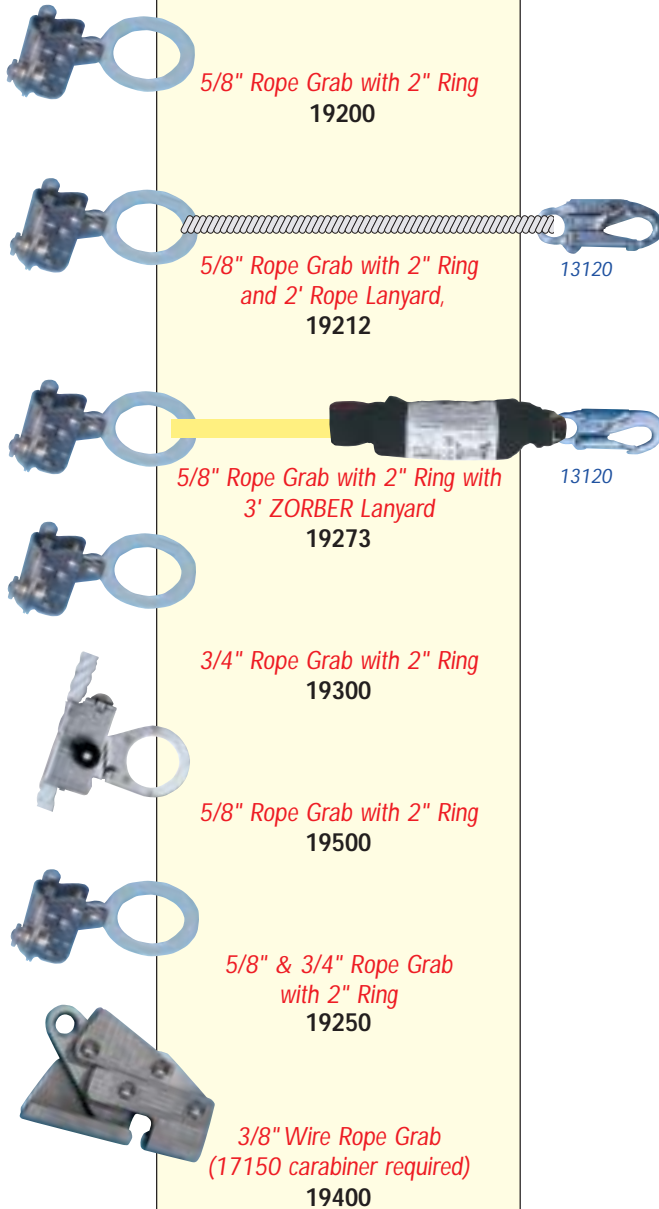 5/8" Rope Grab with 2" Ring
19200
5/8" Rope Grab with 2" Ring
and 2' Rope Lanyard,
19212
13120
5/8" Rope Grab with 2" Ring with
3' ZORBER Lanyard
19273
13120
3/4" Rope Grab with 2" Ring
19300
5/8" Rope Grab with 2" Ring
19500
5/8" & 3/4" Rope Grab
with 2" Ring
19250
3/8" Wire Rope Grab
(17150 carabiner required)
19400